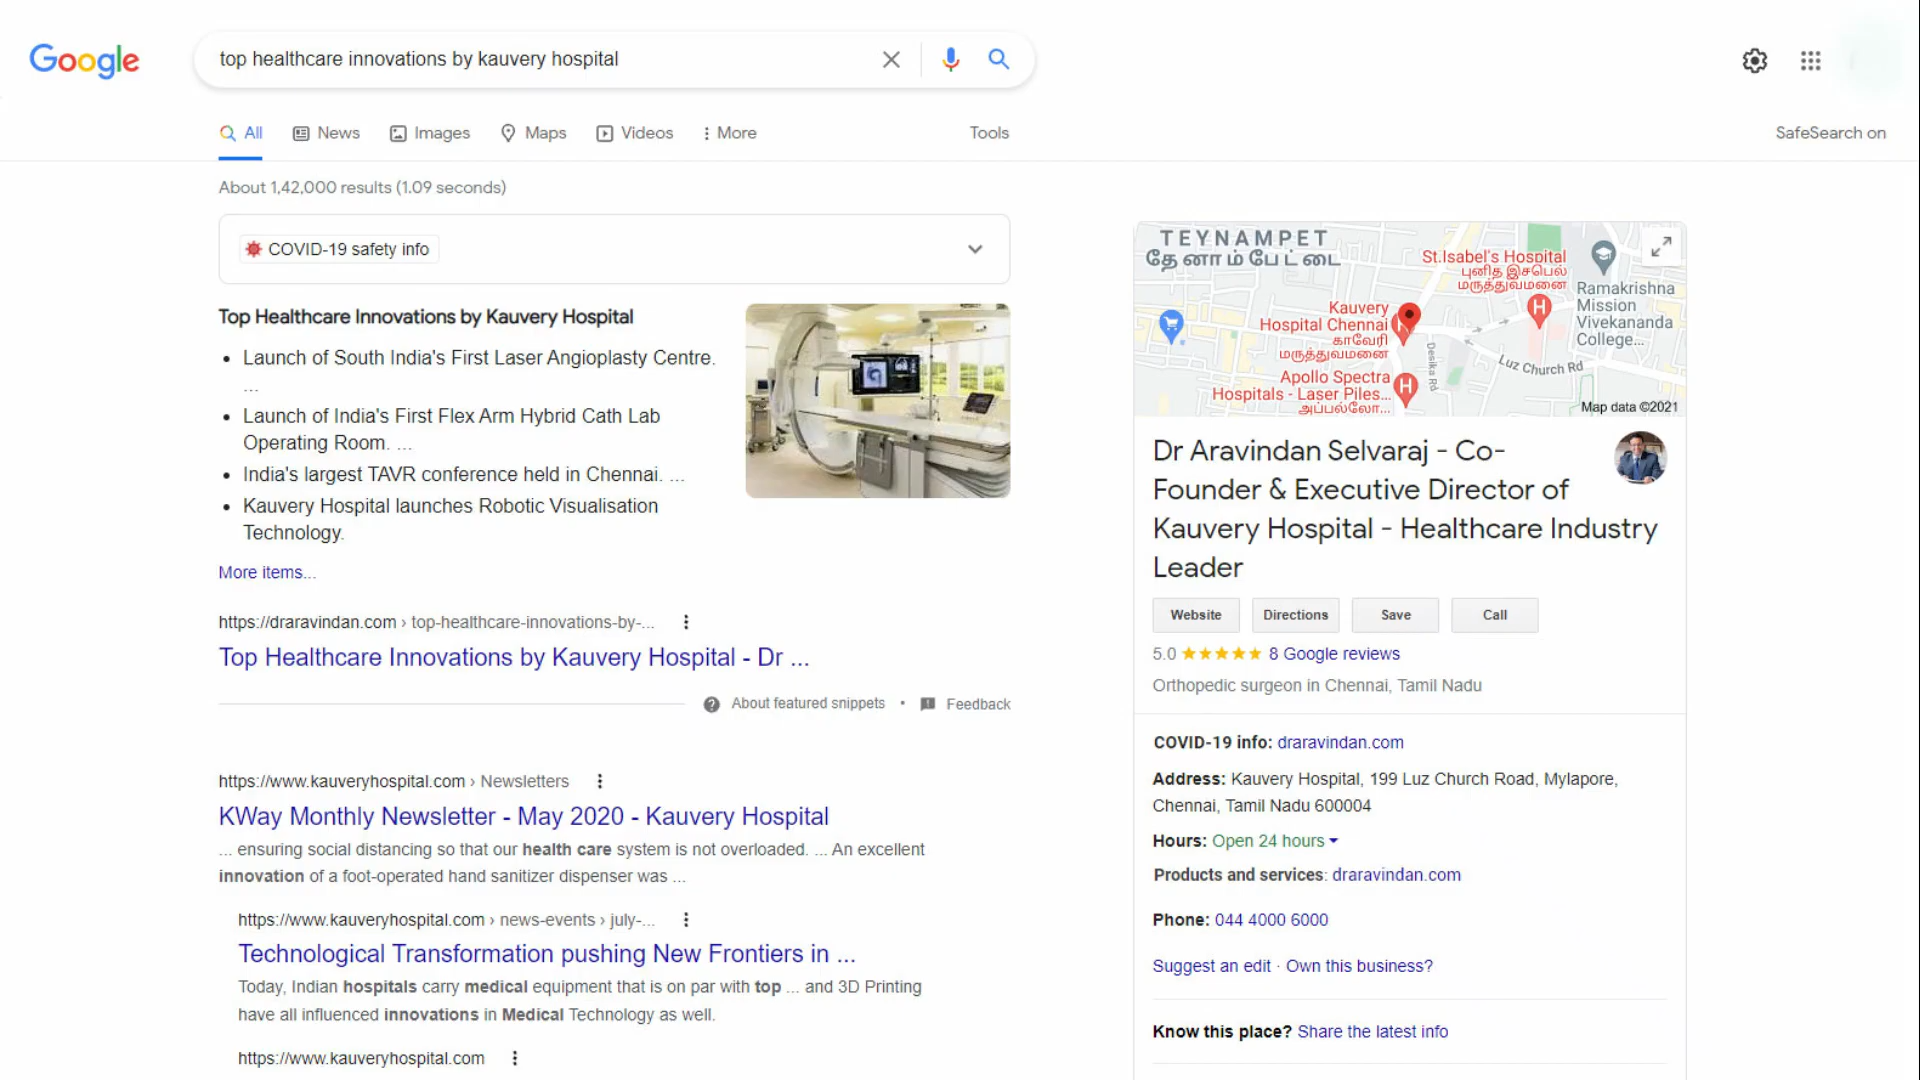 Google
top healthcare innovations by kauvery hospital
All
News
Images
Maps
Videos
More
Tools
SafeSearch on
About 1,42,000 results (1.09 seconds)
COVID-19 safety info
Top Healthcare Innovations by Kauvery Hospital
Launch of South India's First Laser Angioplasty Centre.
...
Launch of India's First Flex Arm Hybrid Cath Lab
Operating Room. ...
India's largest TAVR conference held in Chennai. ...
Kauvery Hospital launches Robotic Visualisation
Technology.
More items...
https://draravindan.com › top-healthcare-innovations-by-...
Top Healthcare Innovations by Kauvery Hospital - Dr ...
About featured snippets • Feedback
https://www.kauveryhospital.com › Newsletters
KWay Monthly Newsletter - May 2020 - Kauvery Hospital
... ensuring social distancing so that our health care system is not overloaded. ... An excellent
innovation of a foot-operated hand sanitizer dispenser was ...
https://www.kauveryhospital.com › news-events › july-...
Technological Transformation pushing New Frontiers in ...
Today, Indian hospitals carry medical equipment that is on par with top ... and 3D Printing
have all influenced innovations in Medical Technology as well.
https://www.kauveryhospital.com
TEYNAMPET
தேனாம்பேட்டை
St.Isabel's Hospital
புனித இசபெல்
மருத்துவமனை
Ramakrishna
Mission
Vivekananda
College...
Kauvery
Hospital Chennai
காவேரி
மருத்துவமனை
Apollo Spectra
Hospitals - Laser Piles...
அப்பல்லோ...
Desika Rd
Luz Church Rd
Map data ©2021
Dr Aravindan Selvaraj - Co-
Founder & Executive Director of
Kauvery Hospital - Healthcare Industry
Leader
Website
Directions
Save
Call
5.0 8 Google reviews
Orthopedic surgeon in Chennai, Tamil Nadu
COVID-19 info: draravindan.com
Address: Kauvery Hospital, 199 Luz Church Road, Mylapore,
Chennai, Tamil Nadu 600004
Hours: Open 24 hours
Products and services: draravindan.com
Phone: 044 4000 6000
Suggest an edit · Own this business?
Know this place? Share the latest info